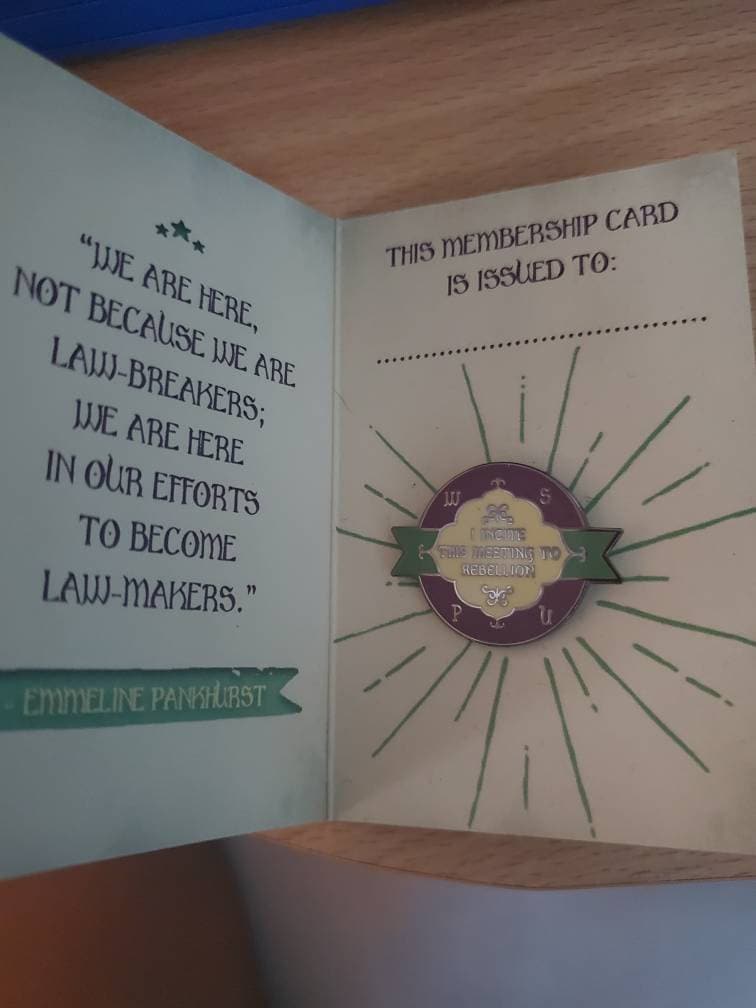 "WE ARE HERE,
NOT BECAUSE WE ARE
LAW-BREAKERS;
WE ARE HERE
IN OUR EFFORTS
TO BECOME
LAW-MAKERS."
EMMELINE PANKHURST
THIS MEMBERSHIP CARD
IS ISSUED TO:
W S
I INCITE
THIS MEETING TO
REBELLION
P U